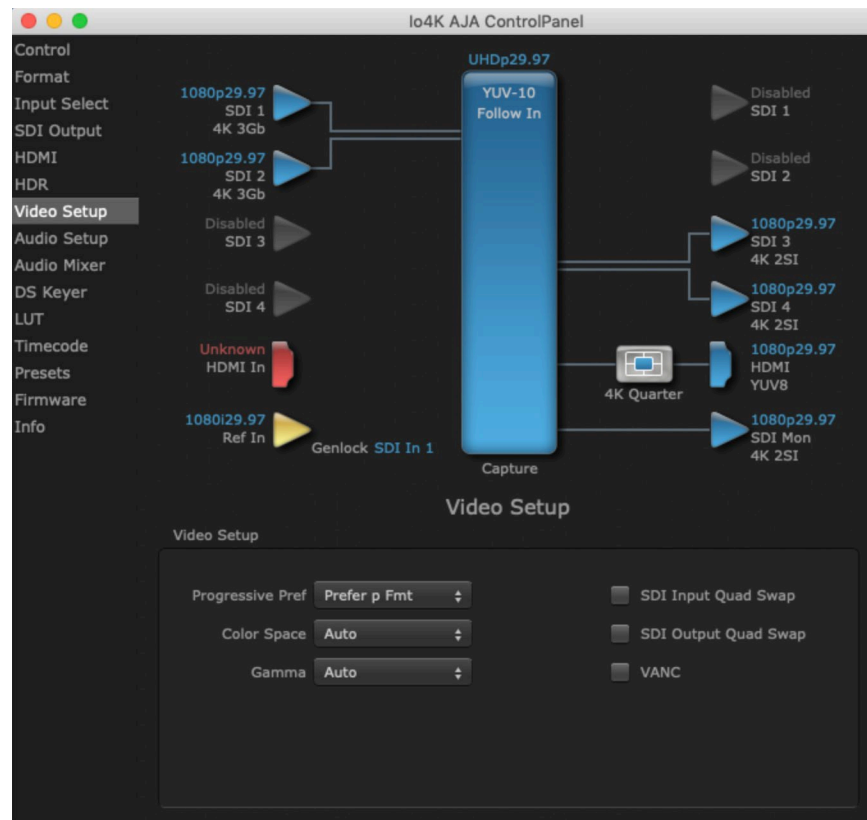 Io4K AJA ControlPanel
Control
Format
Input Select
SDI Output
HDMI
HDR
Video Setup
Audio Setup
Audio Mixer
DS Keyer
LUT
Timecode
Presets
Firmware
Info
1080p29.97
SDI 1
4K 3Gb
1080p29.97
SDI 2
4K 3Gb
Disabled
SDI 3
Disabled
SDI 4
Unknown
HDMI In
1080i29.97
Ref In
Genlock SDI In 1
UHDp29.97
YUV-10
Follow In
Capture
Disabled
SDI 1
Disabled
SDI 2
1080p29.97
SDI 3
4K 2SI
1080p29.97
SDI 4
4K 2SI
4K Quarter
1080p29.97
HDMI
YUV8
1080p29.97
SDI Mon
4K 2SI
Video Setup
Video Setup
Progressive Pref Prefer p Fmt
Color Space Auto
Gamma Auto
SDI Input Quad Swap
SDI Output Quad Swap
VANC